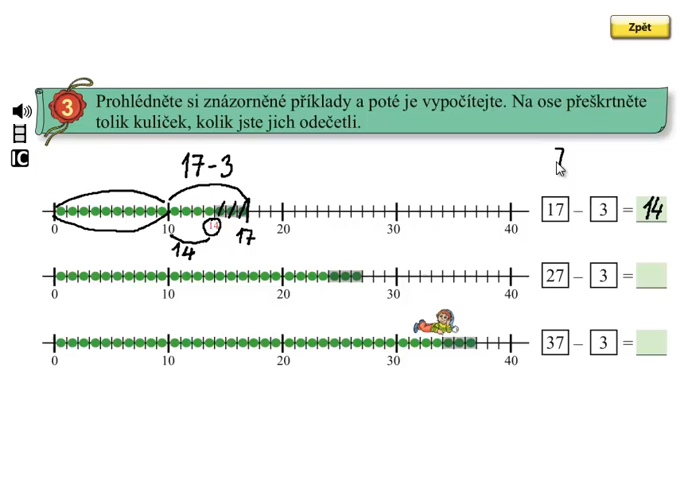 Zpět
3 Prohlédněte si znázorněné příklady a poté je vypočítejte. Na ose přeškrtněte
tolik kuliček, kolik jste jich odečetli.
IC
17-3
7
0 10 14 17 20 30 40
14
17 – 3 = 14
0 10 20 30 40
27 – 3 =
0 10 20 30 40
37 – 3 =